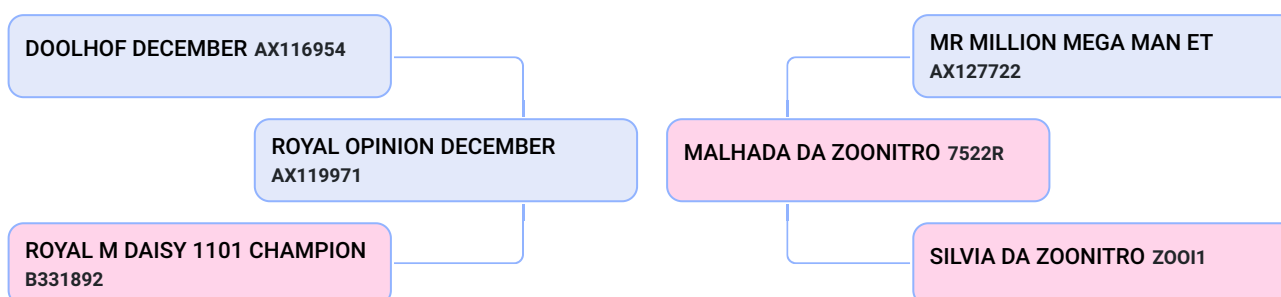 DOOLHOF DECEMBER AX116954
MR MILLION MEGA MAN ET
AX127722
ROYAL OPINION DECEMBER
AX119971
MALHADA DA ZOONITRO 7522R
ROYAL M DAISY 1101 CHAMPION
B331892
SILVIA DA ZOONITRO ZOOI1